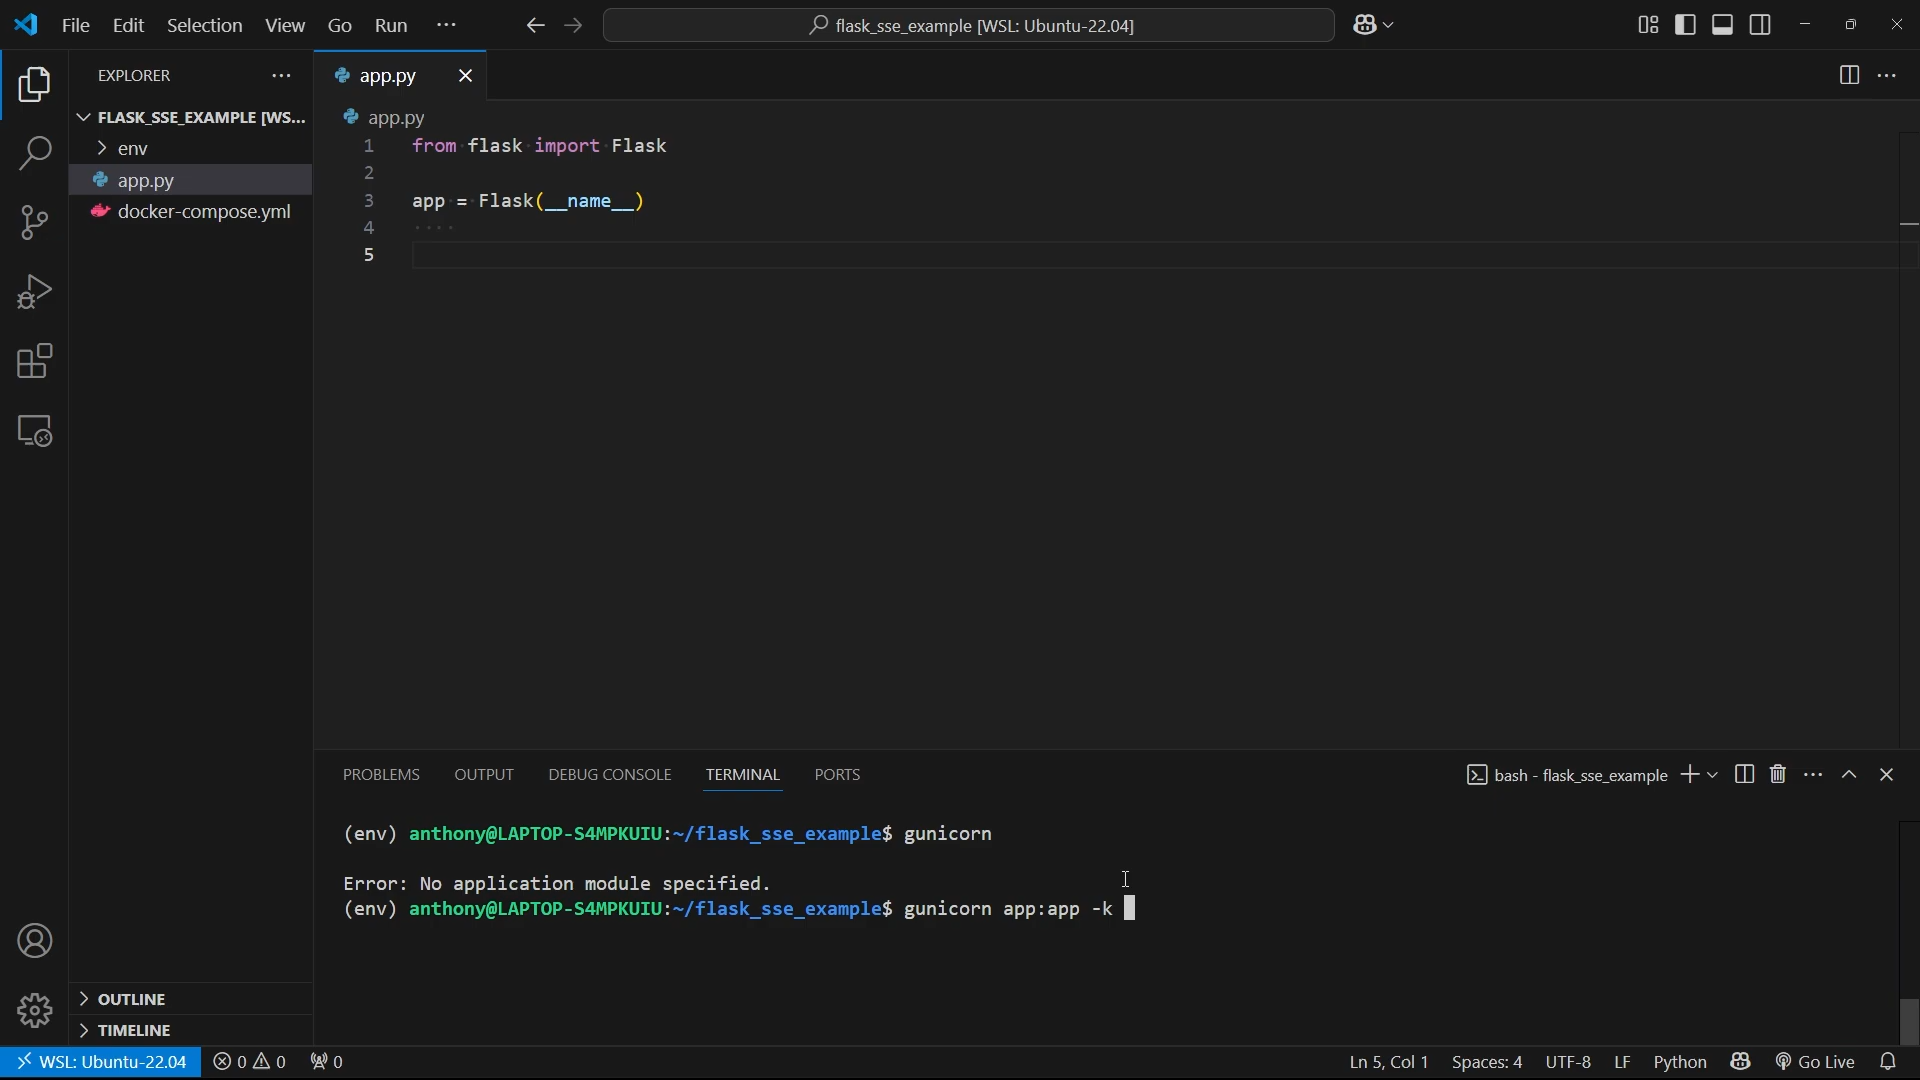 File Edit Selection View Go Run ··· flask_sse_example [WSL: Ubuntu-22.04]
EXPLORER ···
FLASK_SSE_EXAMPLE [WS...
env
app.py
docker-compose.yml
OUTLINE
TIMELINE
app.py
app.py
1 from flask import Flask
2
3 app = Flask(__name__)
4
5
PROBLEMS OUTPUT DEBUG CONSOLE TERMINAL PORTS bash - flask_sse_example
(env) anthony@LAPTOP-S4MPKUIU:~/flask_sse_example$ gunicorn
Error: No application module specified.
(env) anthony@LAPTOP-S4MPKUIU:~/flask_sse_example$ gunicorn app:app -k
WSL: Ubuntu-22.04 0 0 0 Ln 5, Col 1 Spaces: 4 UTF-8 LF Python Go Live